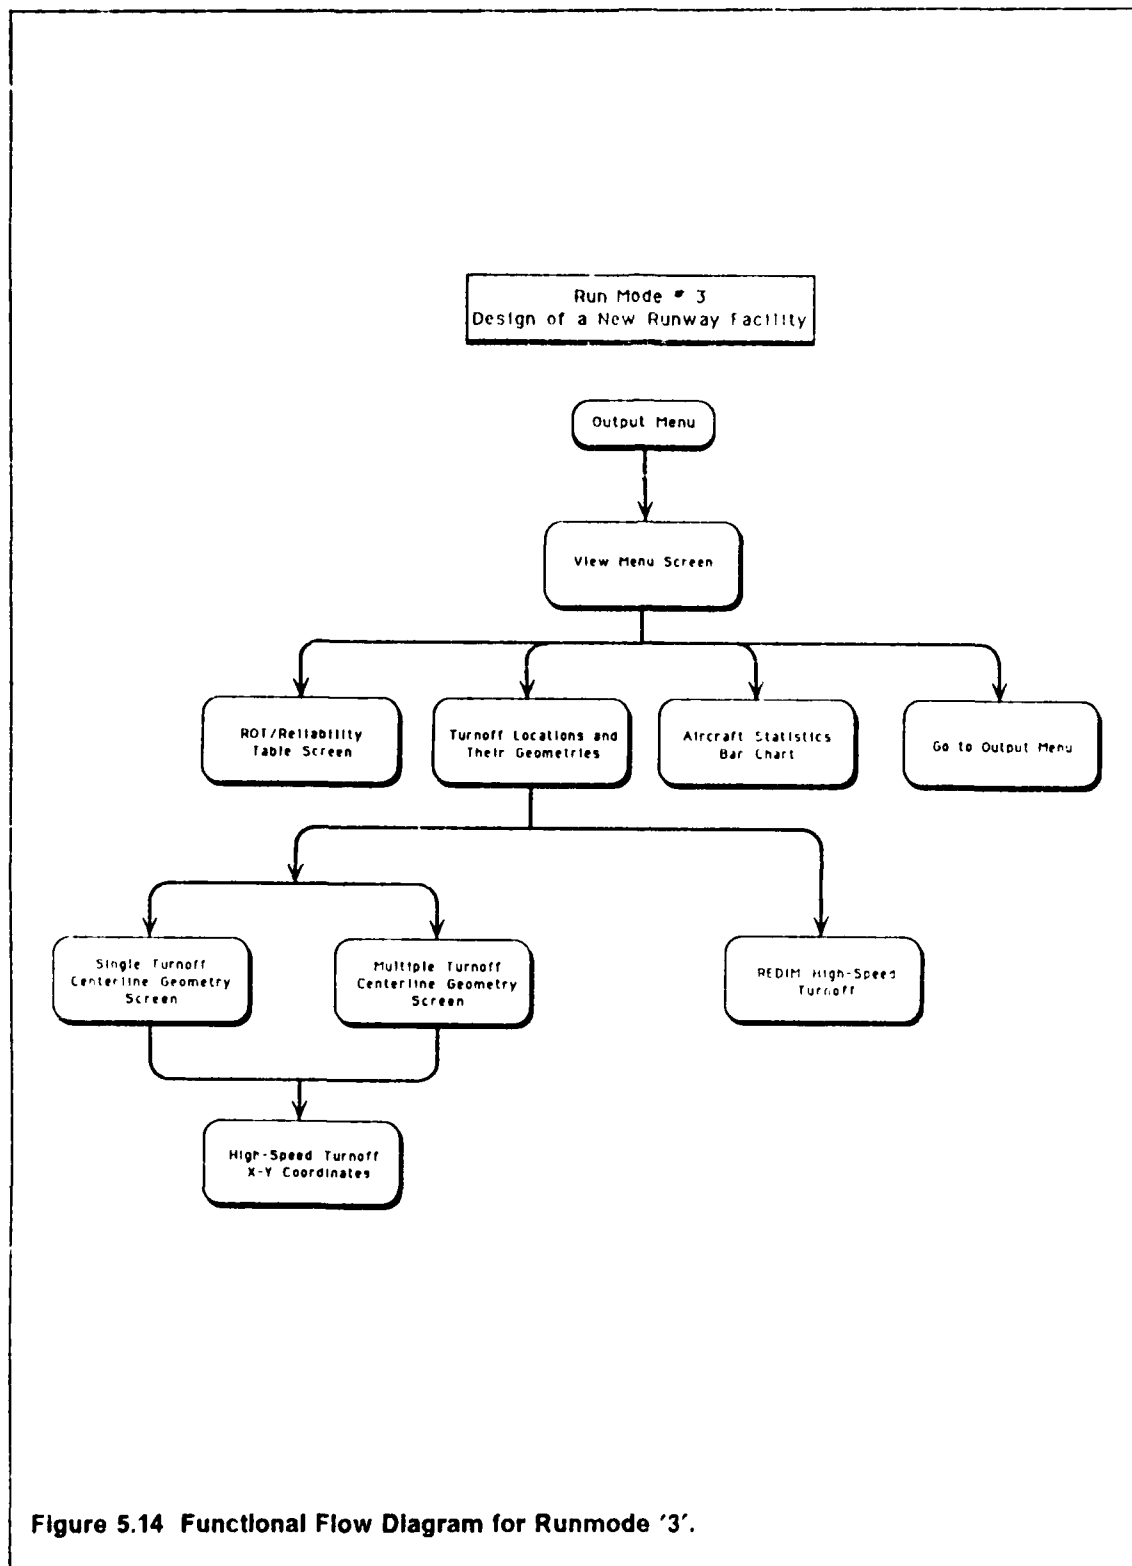 Run Mode # 3
Design of a New Runway Facility
Output Menu
View Menu Screen
ROT/Reliability
Table Screen
Turnoff Locations and
Their Geometries
Aircraft Statistics
Bar Chart
Go to Output Menu
Single Turnoff
Centerline Geometry
Screen
Multiple Turnoff
Centerline Geometry
Screen
REDIM High-Speed
Turnoff
High-Speed Turnoff
X-Y Coordinates
Figure 5.14 Functional Flow Diagram for Runmode '3'.